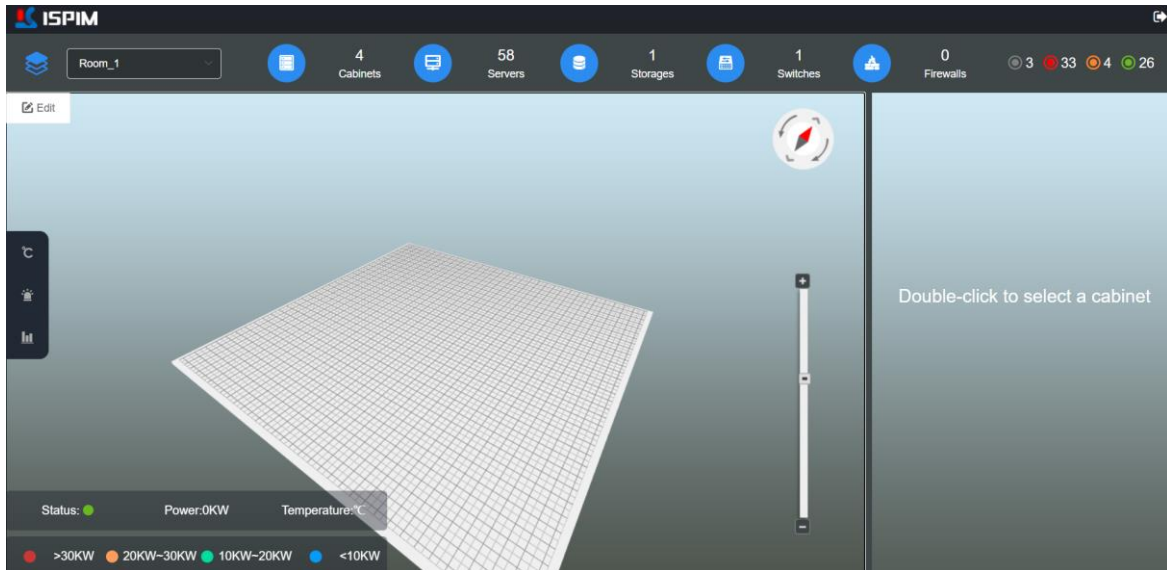 ISPIM
Room_1
4
Cabinets
58
Servers
1
Storages
1
Switches
0
Firewalls
3 33 4 26
Edit
℃
Double-click to select a cabinet
Status: Power:0KW Temperature:℃
>30KW 20KW~30KW 10KW~20KW <10KW